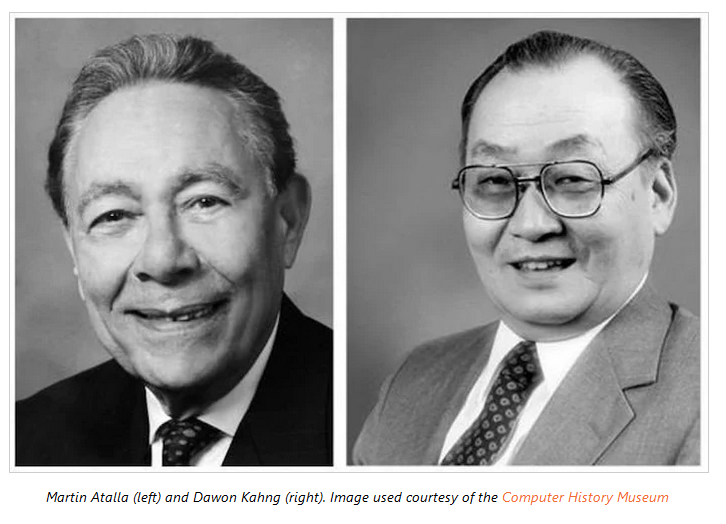 Martin Atalla (left) and Dawon Kahng (right). Image used courtesy of the Computer History Museum